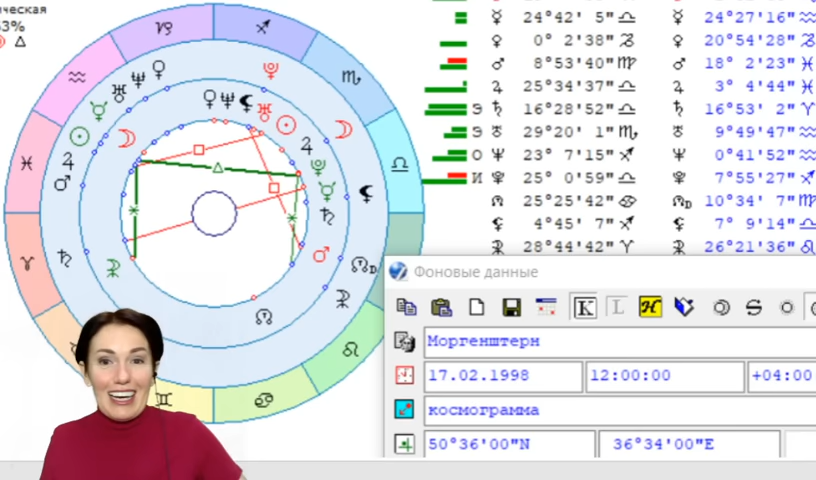 ическая
3%
24°42' 5"♎ ☿ 24°27'16"♒
♀ 0° 2'38"♑ ♀ 20°54'28"♒
♂ 8°53'40"♍ ♂ 18° 2'23"♓
♃ 25°34'37"♎ ♃ 3° 4'44"♓
Э ♄ 16°28'52"♎ ♄ 16°53' 2"♈
Э ♅ 29°20' 1"♏ ♅ 9°49'47"♒
О ♆ 23° 7'15"♐ ♆ 0°41'52"♒
И 25° 0'59"♎ 7°55'27"♐
☊ 25°25'42"♋ ☊D 10°34' 7"♍
⚸ 4°45' 7"♐ ⚸ 7° 9'14"♎
28°44'42"♈ 26°21'36"♌
Фоновые данные
K L H S
Моргенштерн
17.02.1998 12:00:00 +04:00
космограмма
50°36'00"N 36°34'00"E